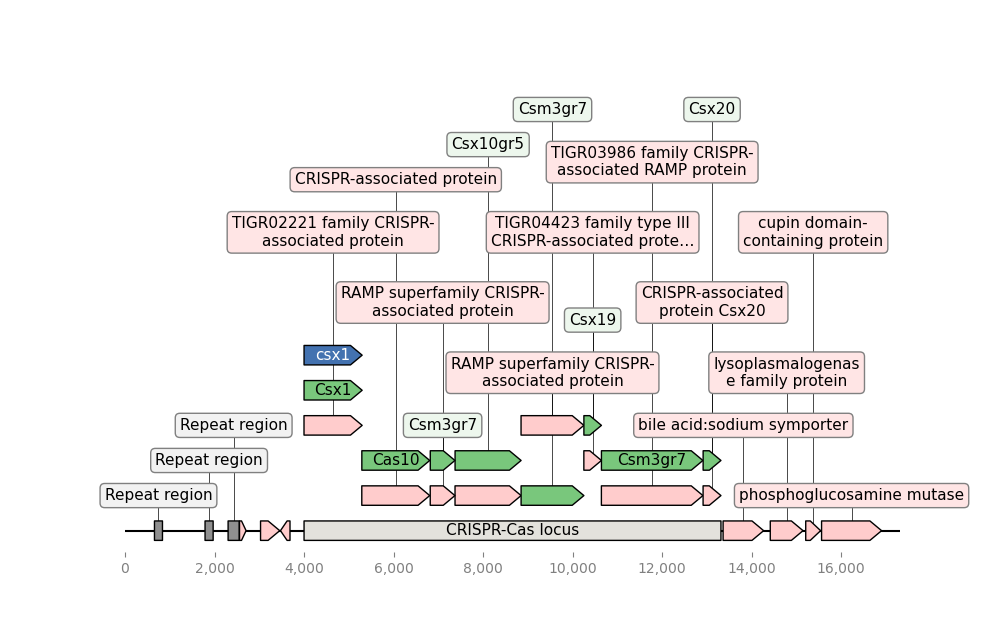 Csm3gr7
Csx20
Csx10gr5
TIGR03986 family CRISPR-
associated RAMP protein
CRISPR-associated protein
TIGR02221 family CRISPR-
associated protein
TIGR04423 family type III
CRISPR-associated prote…
cupin domain-
containing protein
RAMP superfamily CRISPR-
associated protein
CRISPR-associated
protein Csx20
Csx19
csx1
RAMP superfamily CRISPR-
associated protein
lysoplasmalogenas
e family protein
Csx1
Repeat region
Csm3gr7
bile acid:sodium symporter
Repeat region
Cas10
Csm3gr7
Repeat region
phosphoglucosamine mutase
CRISPR-Cas locus
0
2,000
4,000
6,000
8,000
10,000
12,000
14,000
16,000